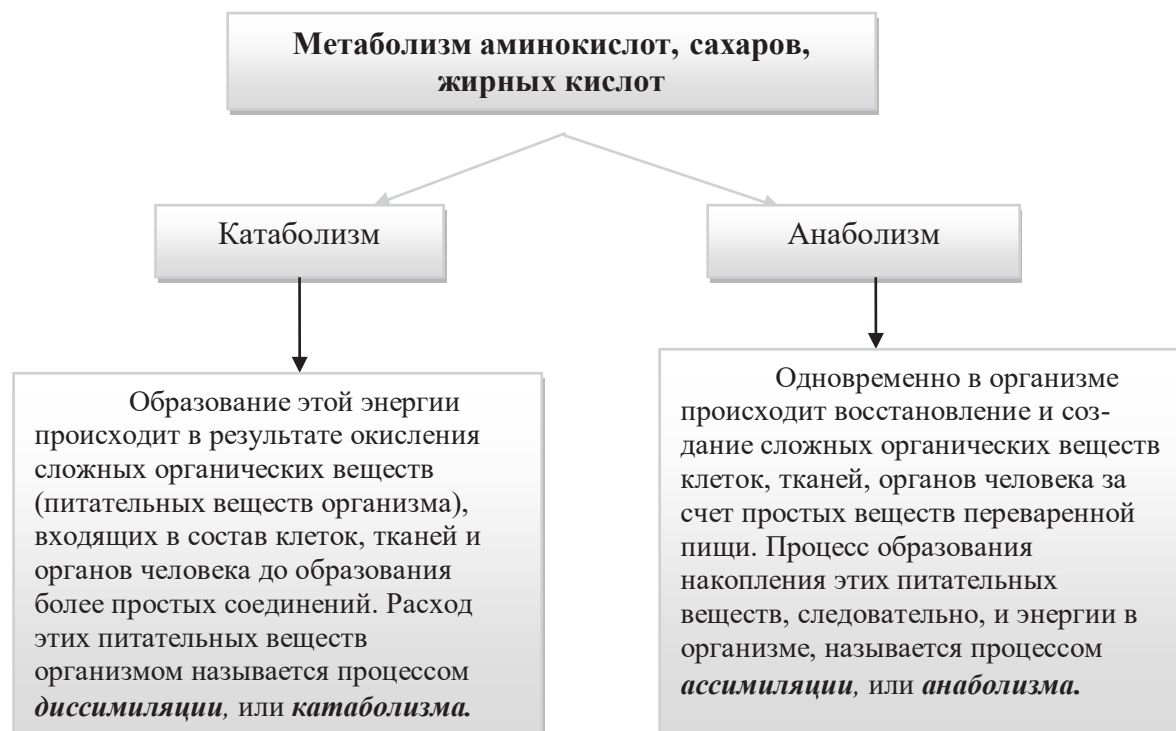 Метаболизм аминокислот, сахаров,
жирных кислот
Катаболизм
Анаболизм
Образование этой энергии
происходит в результате окисления
сложных органических веществ
(питательных веществ организма),
входящих в состав клеток, тканей и
органов человека до образования
более простых соединений. Расход
этих питательных веществ
организмом называется процессом
диссимиляции, или катаболизма.
Одновременно в организме
происходит восстановление и соз-
дание сложных органических веществ
клеток, тканей, органов человека за
счет простых веществ переваренной
пищи. Процесс образования
накопления этих питательных
веществ, следовательно, и энергии в
организме, называется процессом
ассимиляции, или анаболизма.